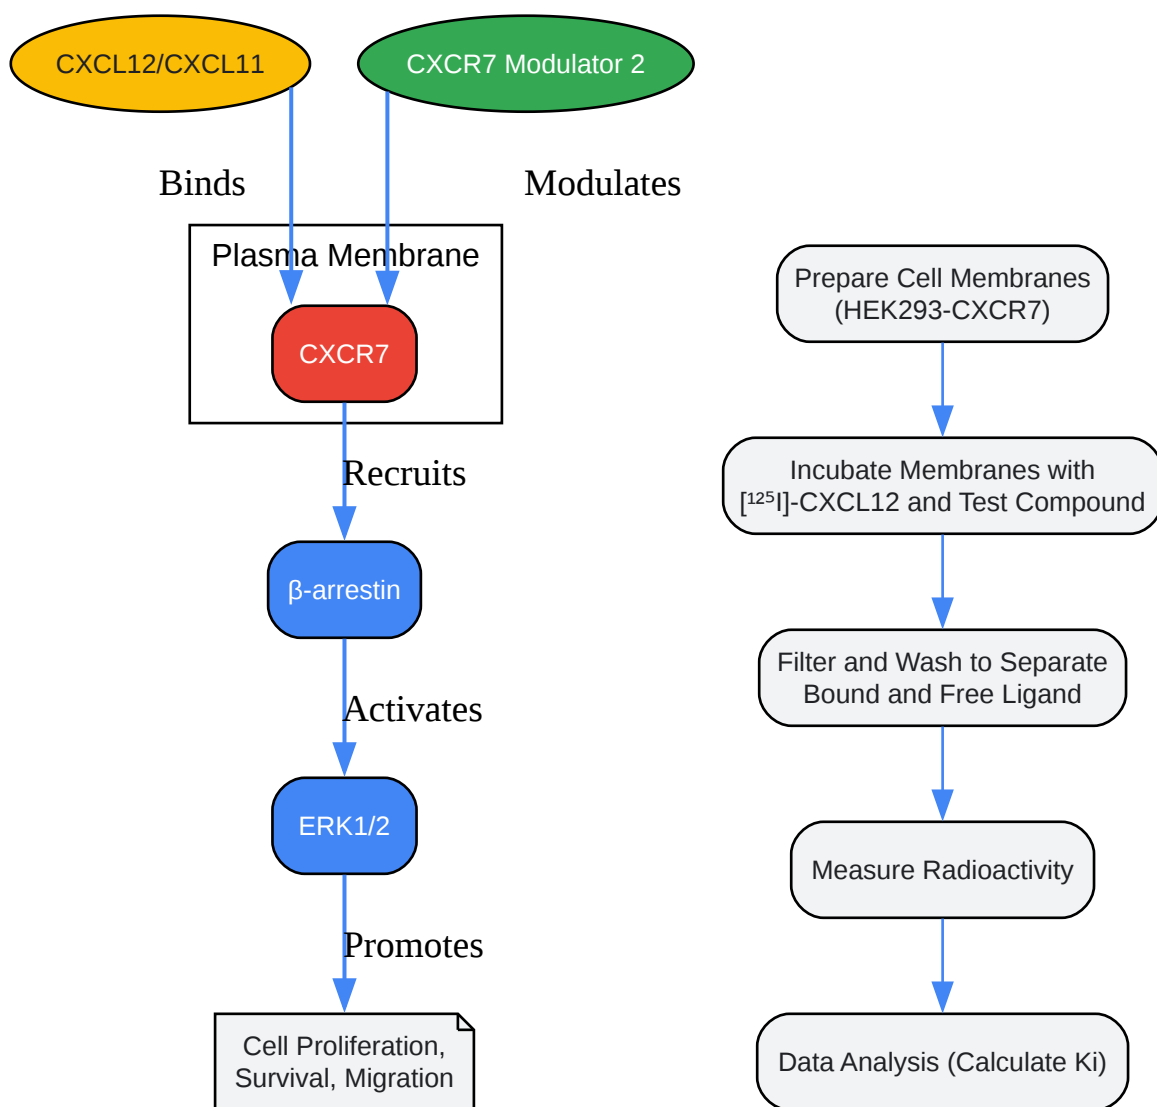 CXCL12/CXCL11
CXCR7 Modulator 2
Binds
Modulates
Plasma Membrane
CXCR7
Recruits
β-arrestin
Activates
ERK1/2
Promotes
Cell Proliferation,
Survival, Migration
Prepare Cell Membranes
(HEK293-CXCR7)
Incubate Membranes with
[¹²⁵I]-CXCL12 and Test Compound
Filter and Wash to Separate
Bound and Free Ligand
Measure Radioactivity
Data Analysis (Calculate Ki)